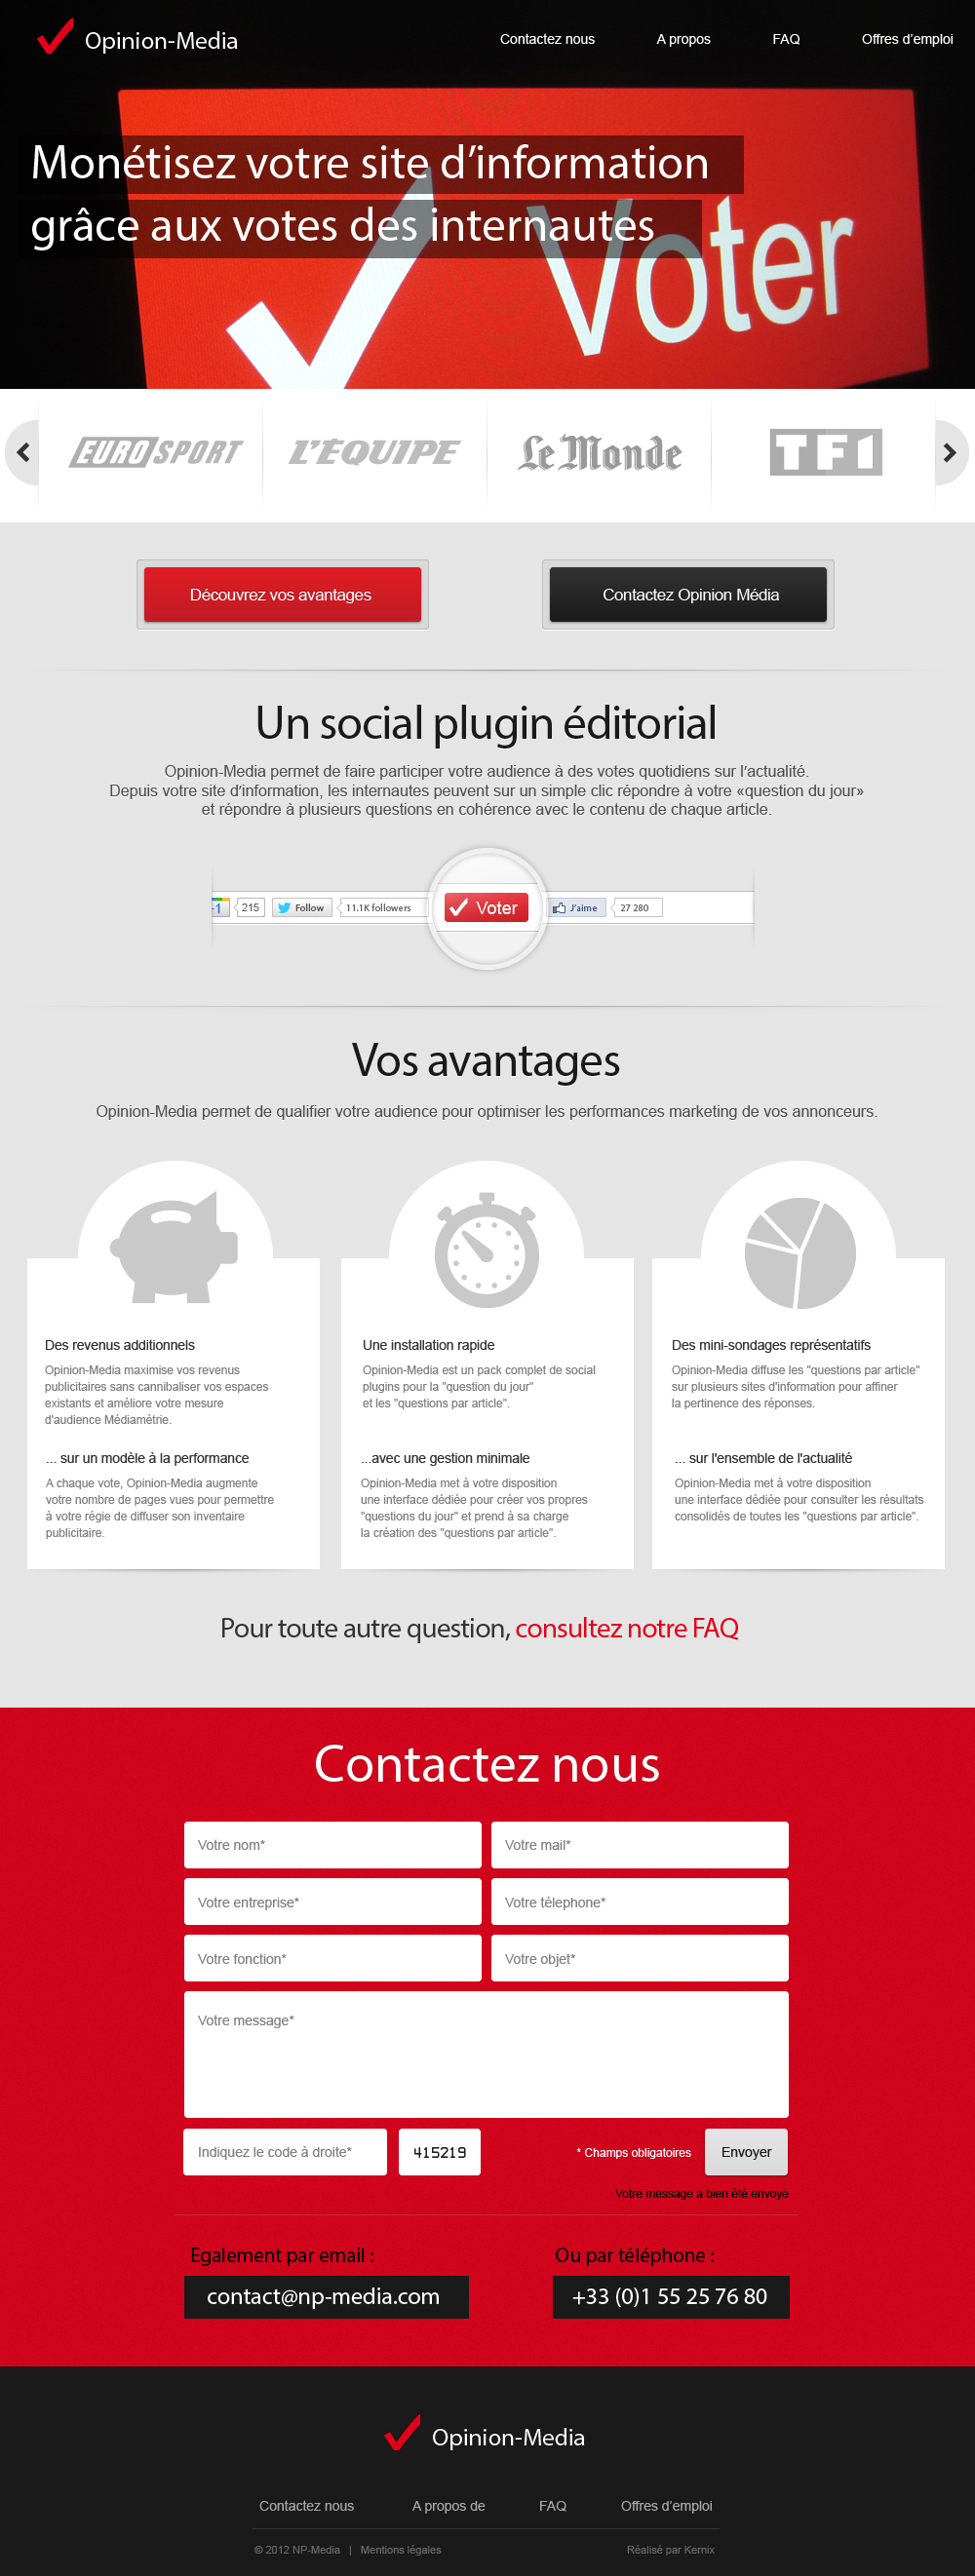 Opinion-Media
Contactez nous
A propos
FAQ
Offres d'emploi
Monétisez votre site d'information
grâce aux votes des internautes
Voter
EUROSPORT
L'EQUIPE
Le Monde
TF1
Découvrez vos avantages
Contactez Opinion Média
Un social plugin éditorial
Opinion-Media permet de faire participer votre audience à des votes quotidiens sur l'actualité.
Depuis votre site d'information, les internautes peuvent sur un simple clic répondre à votre «question du jour»
et répondre à plusieurs questions en cohérence avec le contenu de chaque article.
+1
215
Follow
11.1K followers
Voter
J'aime
27 280
Vos avantages
Opinion-Media permet de qualifier votre audience pour optimiser les performances marketing de vos annonceurs.
Des revenus additionnels
Opinion-Media maximise vos revenus
publicitaires sans cannibaliser vos espaces
existants et améliore votre mesure
d'audience Médiamétrie.
... sur un modèle à la performance
A chaque vote, Opinion-Media augmente
votre nombre de pages vues pour permettre
à votre régie de diffuser son inventaire
publicitaire.
Une installation rapide
Opinion-Media est un pack complet de social
plugins pour la "question du jour"
et les "questions par article".
...avec une gestion minimale
Opinion-Media met à votre disposition
une interface dédiée pour créer vos propres
"questions du jour" et prend à sa charge
la création des "questions par article".
Des mini-sondages représentatifs
Opinion-Media diffuse les "questions par article"
sur plusieurs sites d'information pour affiner
la pertinence des réponses.
... sur l'ensemble de l'actualité
Opinion-Media met à votre disposition
une interface dédiée pour consulter les résultats
consolidés de toutes les "questions par article".
Pour toute autre question, consultez notre FAQ
Contactez nous
Votre nom*
Votre mail*
Votre entreprise*
Votre télephone*
Votre fonction*
Votre objet*
Votre message*
Indiquez le code à droite*
415219
* Champs obligatoires
Envoyer
Votre message a bien été envoyé
Egalement par email :
contact@np-media.com
Ou par téléphone :
+33 (0)1 55 25 76 80
Opinion-Media
Contactez nous
A propos de
FAQ
Offres d'emploi
© 2012 NP-Media | Mentions légales
Réalisé par Kernix